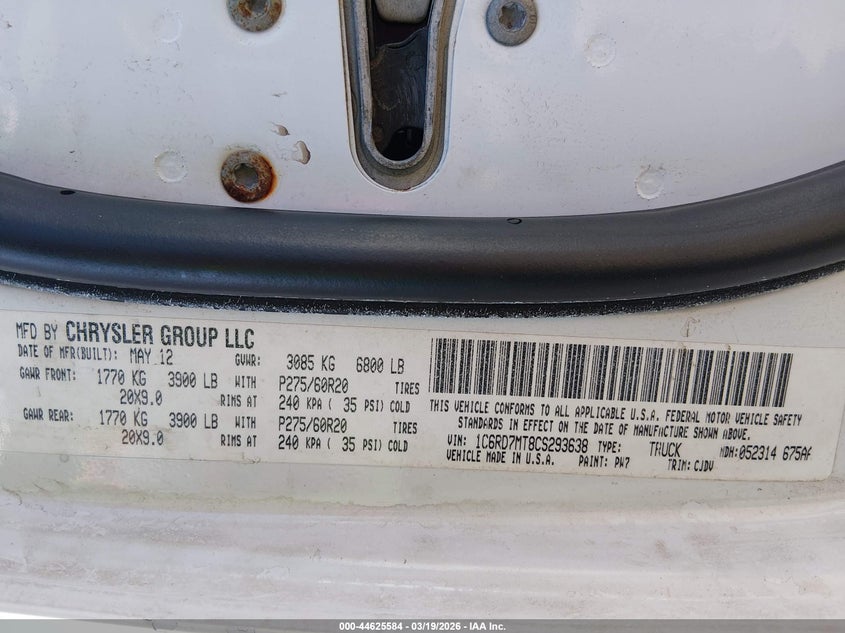 MFD BY CHRYSLER GROUP LLC
DATE OF MFR(BUILT): MAY 12 GVWR: 3085 KG 6800 LB
GAWR FRONT: 1770 KG 3900 LB WITH P275/60R20 TIRES
20X9.0 RIMS AT 240 KPA ( 35 PSI) COLD
GAWR REAR: 1770 KG 3900 LB WITH P275/60R20 TIRES
20X9.0 RIMS AT 240 KPA ( 35 PSI) COLD
THIS VEHICLE CONFORMS TO ALL APPLICABLE U.S.A. FEDERAL MOTOR VEHICLE SAFETY
STANDARDS IN EFFECT ON THE DATE OF MANUFACTURE SHOWN ABOVE.
VIN: 1C6RD7MT8CS293638 TYPE: TRUCK MDH:052314 675AF
VEHICLE MADE IN U.S.A. PAINT: PW7 TRIM: CJDV
000-44625584 — 03/19/2026 — IAA Inc.